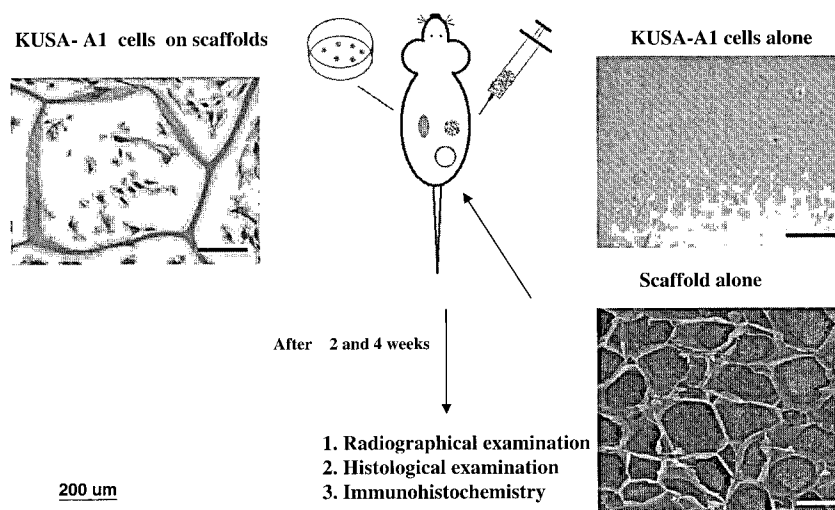 KUSA- A1 cells on scaffolds
KUSA-A1 cells alone
Scaffold alone
After 2 and 4 weeks
1. Radiographical examination
2. Histological examination
3. Immunohistochemistry
200 um